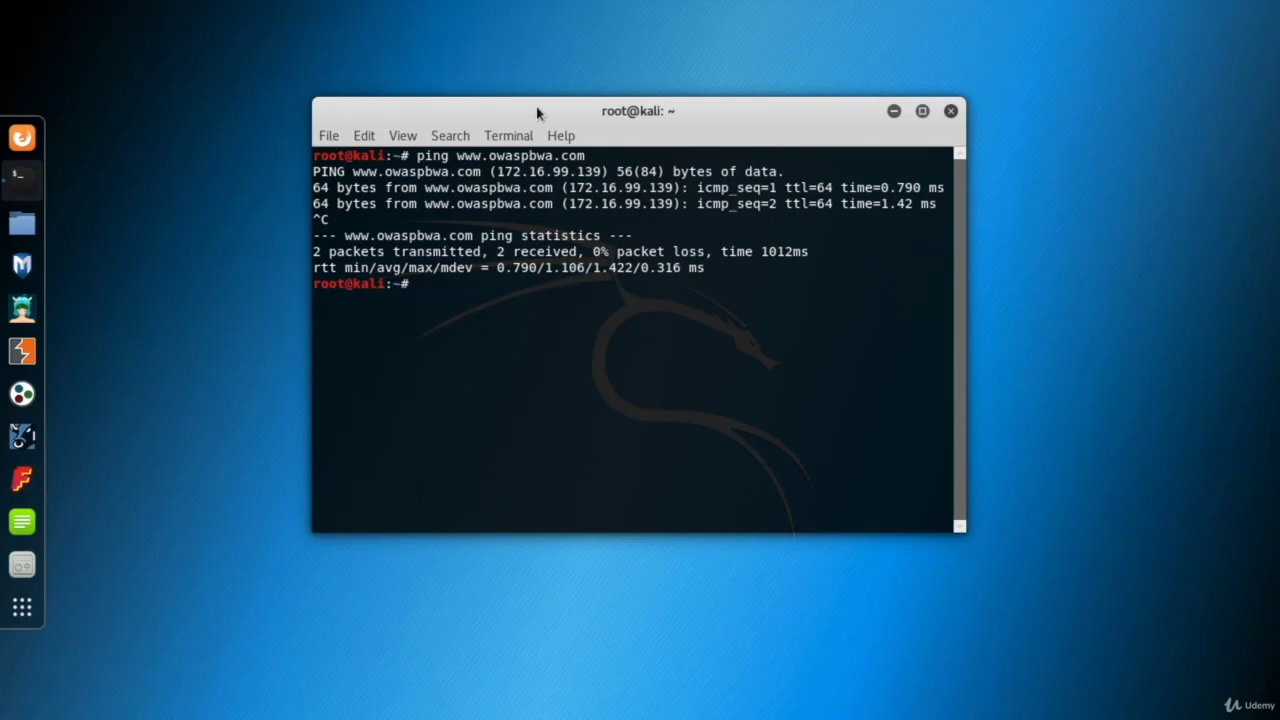 root@kali: ~
File Edit View Search Terminal Help
root@kali:~# ping www.owaspbwa.com
PING www.owaspbwa.com (172.16.99.139) 56(84) bytes of data.
64 bytes from www.owaspbwa.com (172.16.99.139): icmp_seq=1 ttl=64 time=0.790 ms
64 bytes from www.owaspbwa.com (172.16.99.139): icmp_seq=2 ttl=64 time=1.42 ms
^C
--- www.owaspbwa.com ping statistics ---
2 packets transmitted, 2 received, 0% packet loss, time 1012ms
rtt min/avg/max/mdev = 0.790/1.106/1.422/0.316 ms
root@kali:~#
Udemy